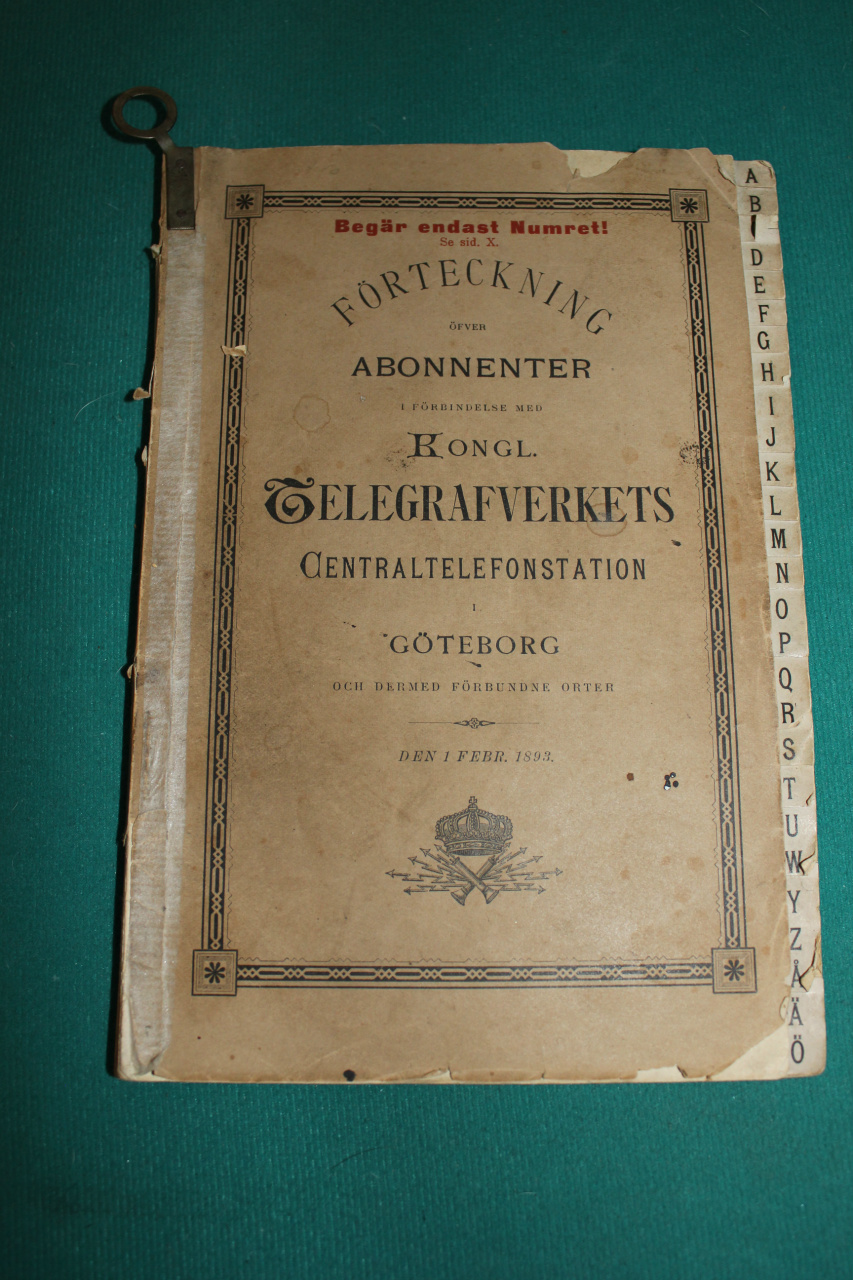 Begär endast Numret!
Se sid. X.
FÖRTECKNING
ÖFVER
ABONNENTER
I FÖRBINDELSE MED
KONGL.
TELEGRAFVERKETS
CENTRALTELEFONSTATION
I
GÖTEBORG
OCH DERMED FÖRBUNDNE ORTER
DEN 1 FEBR. 1893.
A
B
D
E
F
G
H
I
J
K
L
M
N
O
P
Q
R
S
T
U
W
Y
Z
Å
Ä
Ö